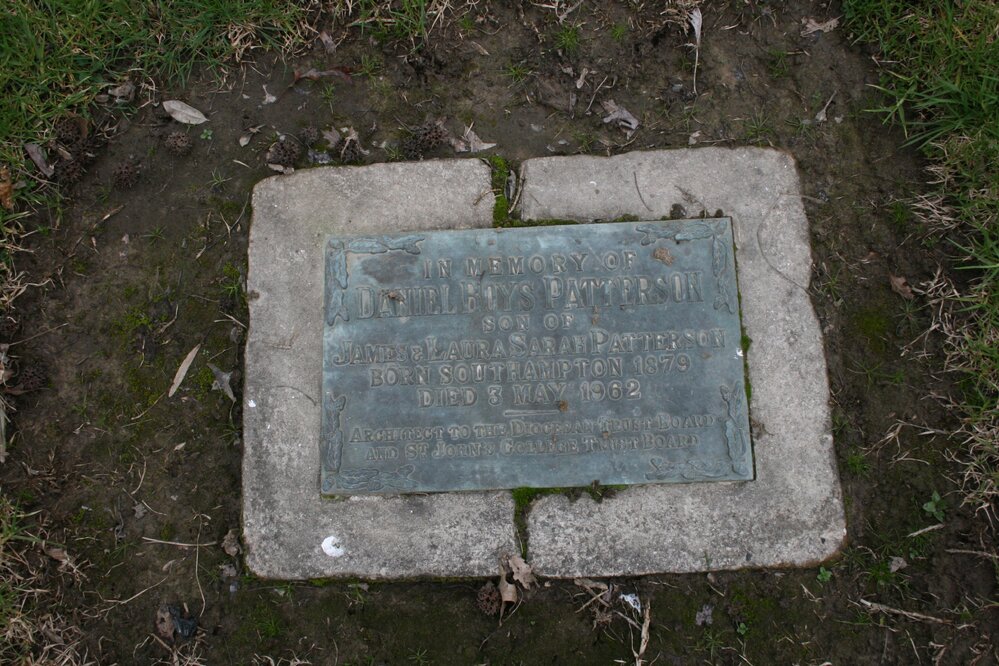 IN MEMORY OF
DANIEL BOYS PATTERSON
SON OF
JAMES & LAURA SARAH PATTERSON
BORN SOUTHAMPTON 1879
DIED 3 MAY 1962
ARCHITECT TO THE DIOCESAN TRUST BOARD
AND ST JOHN'S COLLEGE TRUST BOARD